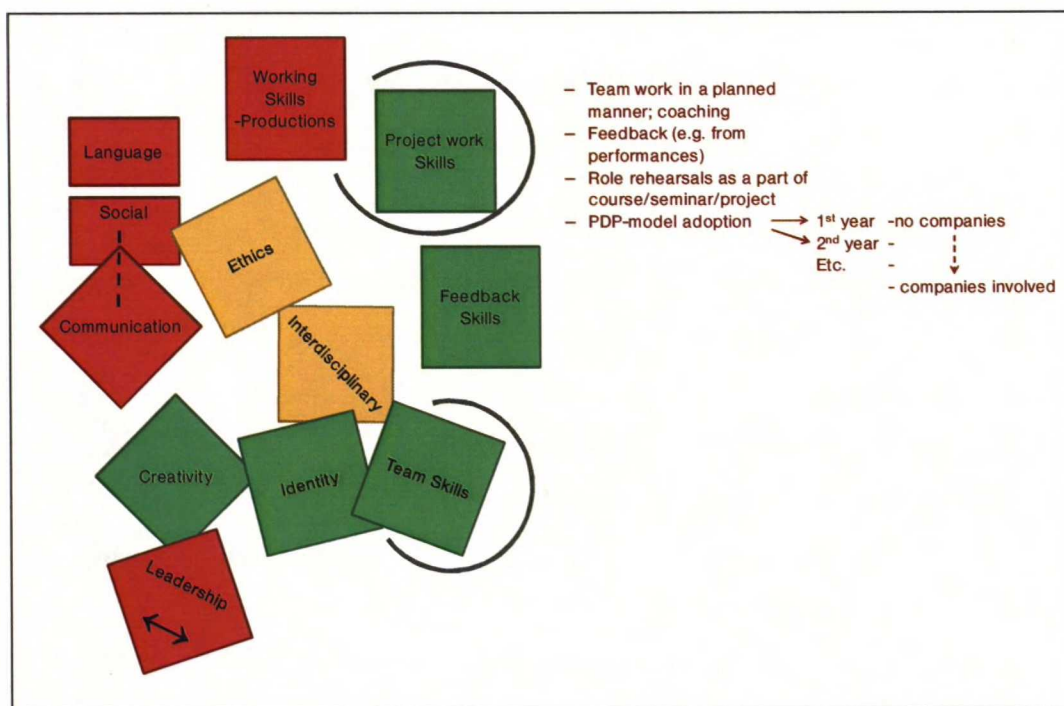 Working
Skills
-Productions
Project work
Skills
Language
Social
Communication
Ethics
Interdisciplinary
Feedback
Skills
Creativity
Identity
Team Skills
Leadership
– Team work in a planned
manner; coaching
– Feedback (e.g. from
performances)
– Role rehearsals as a part of
course/seminar/project
– PDP-model adoption
1st year -no companies
2nd year -
Etc. -
- companies involved